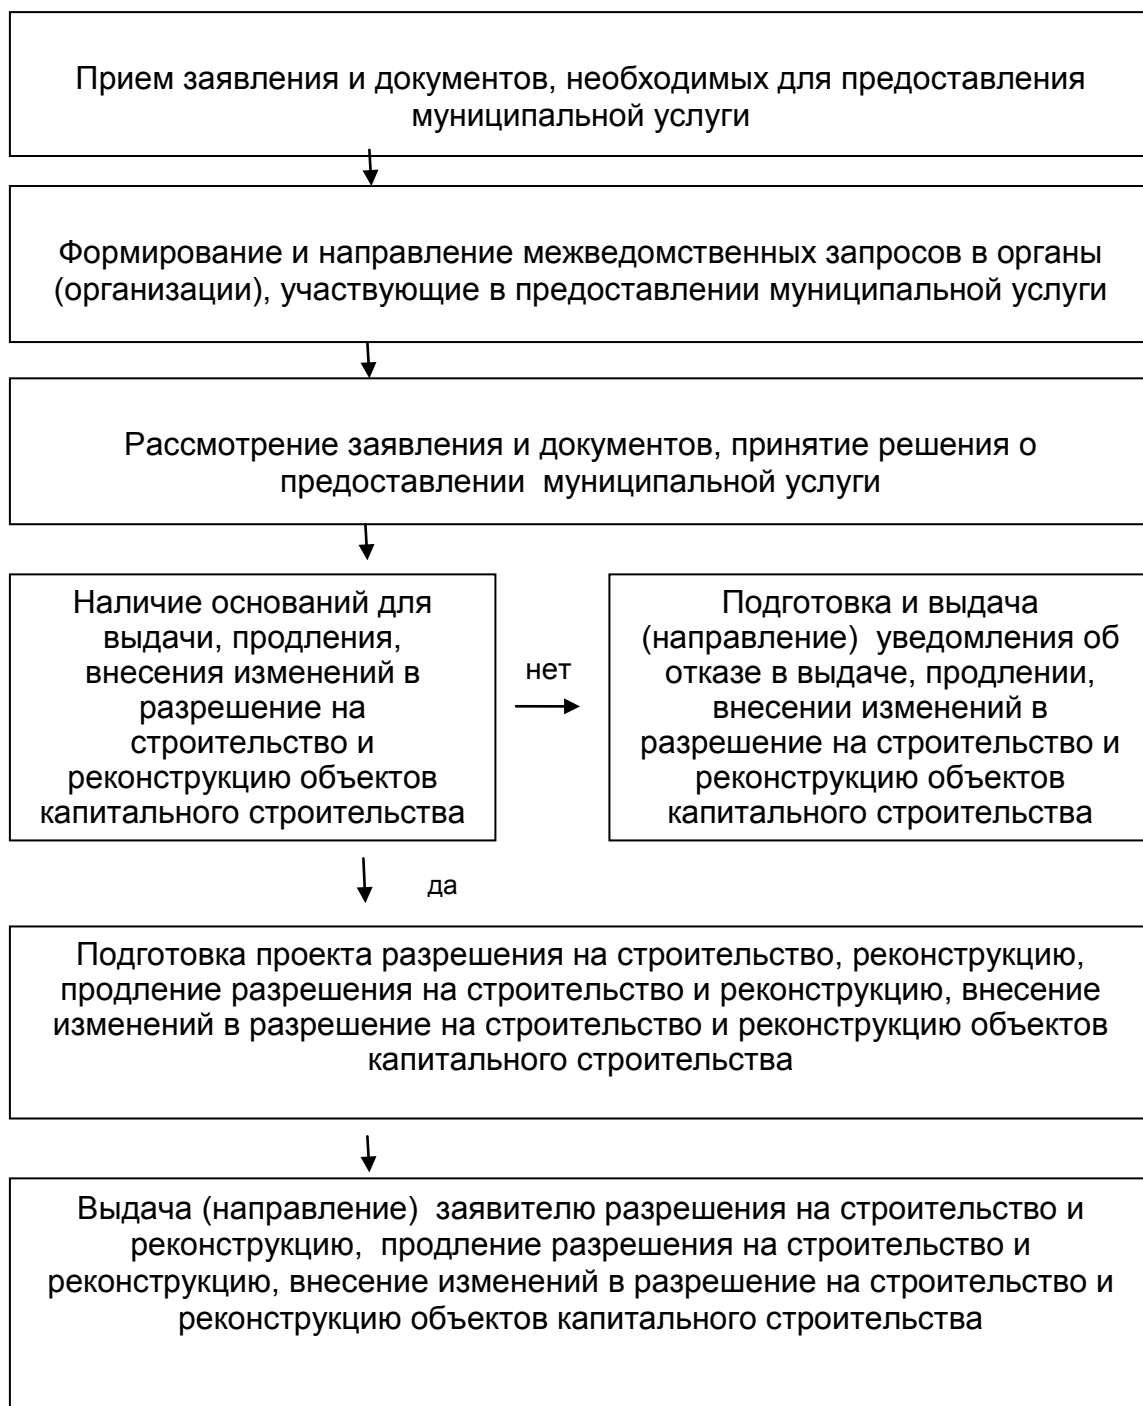 Прием заявления и документов, необходимых для предоставления
муниципальной услуги
Формирование и направление межведомственных запросов в органы
(организации), участвующие в предоставлении муниципальной услуги
Рассмотрение заявления и документов, принятие решения о
предоставлении  муниципальной услуги
Наличие оснований для
выдачи, продления,
внесения изменений в
разрешение на
строительство и
реконструкцию объектов
капитального строительства
нет
Подготовка и выдача
(направление)  уведомления об
отказе в выдаче, продлении,
внесении изменений в
разрешение на строительство и
реконструкцию объектов
капитального строительства
да
Подготовка проекта разрешения на строительство, реконструкцию,
продление разрешения на строительство и реконструкцию, внесение
изменений в разрешение на строительство и реконструкцию объектов
капитального строительства
Выдача (направление)  заявителю разрешения на строительство и
реконструкцию,  продление разрешения на строительство и
реконструкцию, внесение изменений в разрешение на строительство и
реконструкцию объектов капитального строительства